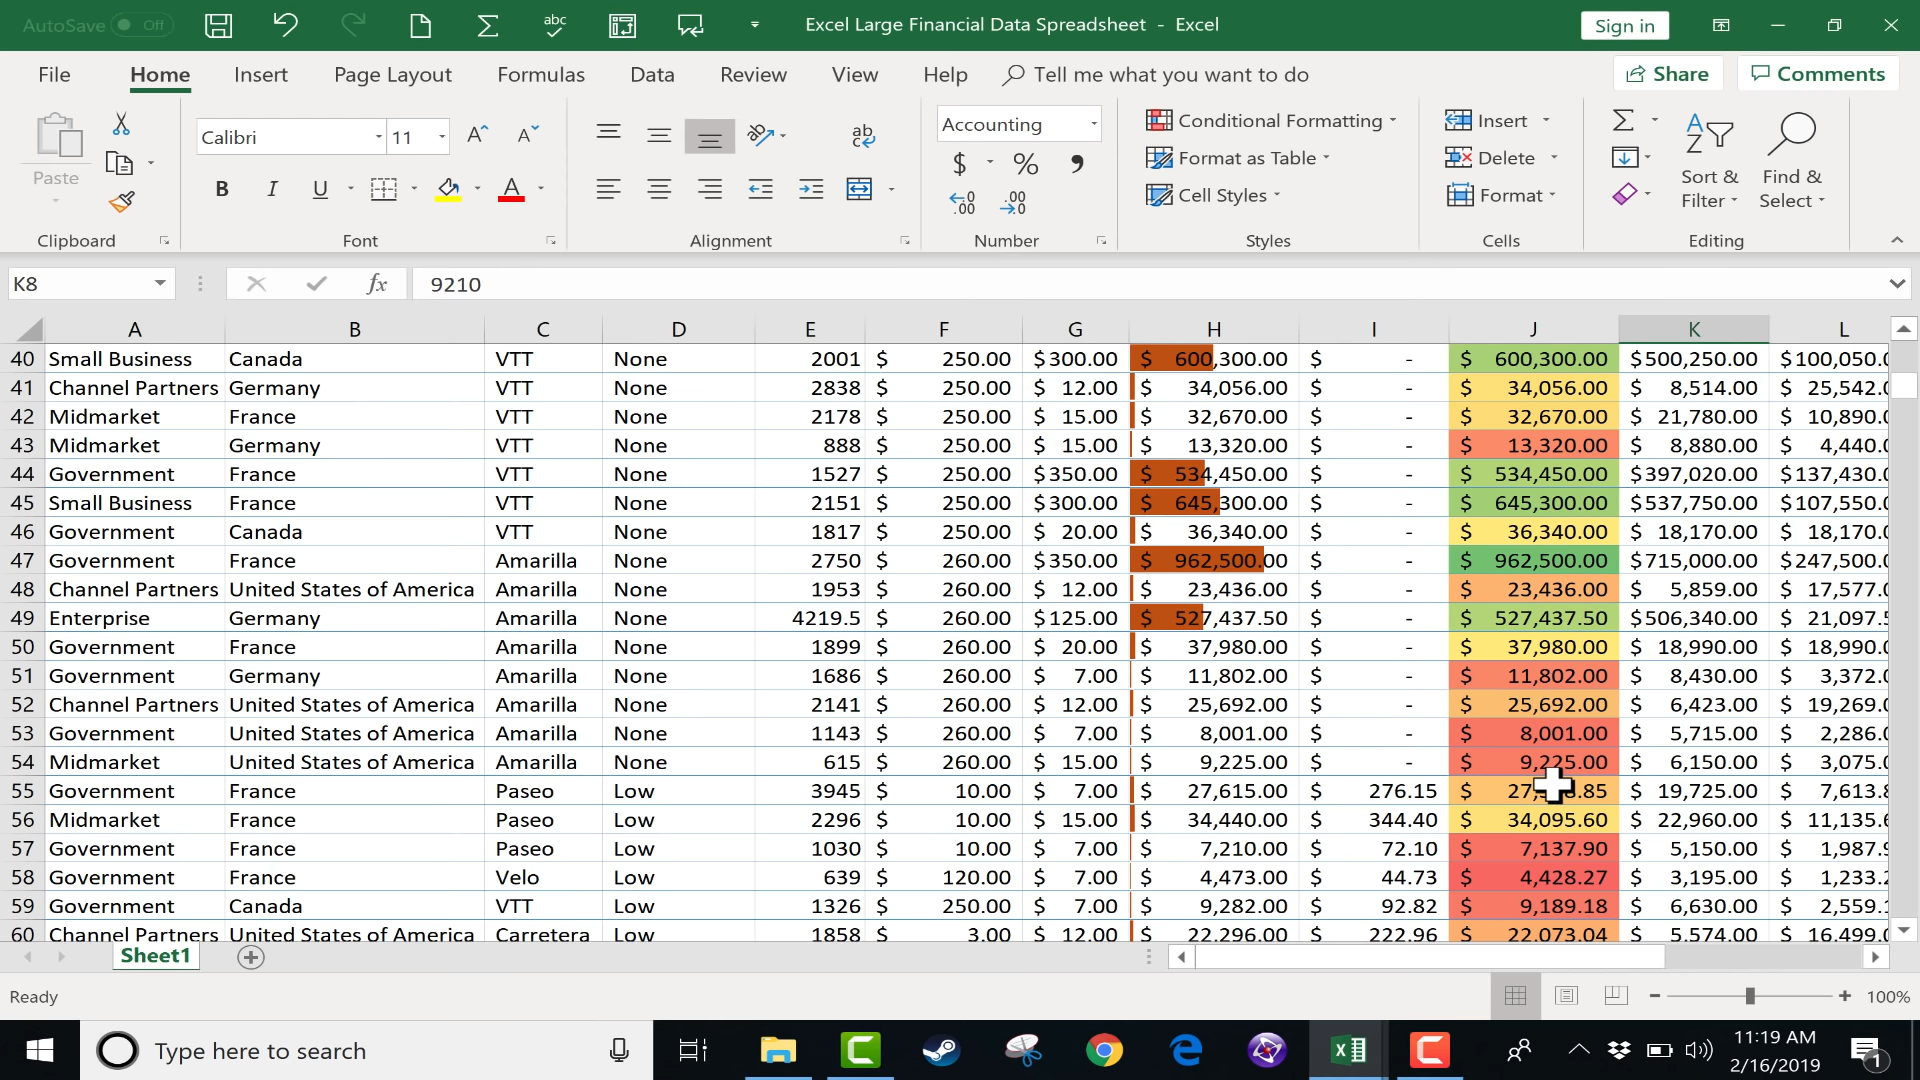 AutoSave Off abc Excel Large Financial Data Spreadsheet - Excel Sign in
File Home Insert Page Layout Formulas Data Review View Help Tell me what you want to do Share Comments
Paste Calibri 11 A A ab c Accounting Conditional Formatting Insert Σ A Z
Format as Table Delete Sort & Filter Find & Select
B I U A $ % , .00 .00 Cell Styles Format
Clipboard Font Alignment Number Styles Cells Editing
K8 fx 9210
A B C D E F G H I J K L
40 Small Business Canada VTT None 2001 $ 250.00 $300.00 $ 600,300.00 $ - $ 600,300.00 $500,250.00 $100,050.0
41 Channel Partners Germany VTT None 2838 $ 250.00 $ 12.00 $ 34,056.00 $ - $ 34,056.00 $ 8,514.00 $ 25,542.0
42 Midmarket France VTT None 2178 $ 250.00 $ 15.00 $ 32,670.00 $ - $ 32,670.00 $ 21,780.00 $ 10,890.0
43 Midmarket Germany VTT None 888 $ 250.00 $ 15.00 $ 13,320.00 $ - $ 13,320.00 $ 8,880.00 $ 4,440.0
44 Government France VTT None 1527 $ 250.00 $350.00 $ 534,450.00 $ - $ 534,450.00 $397,020.00 $137,430.0
45 Small Business France VTT None 2151 $ 250.00 $300.00 $ 645,300.00 $ - $ 645,300.00 $537,750.00 $107,550.0
46 Government Canada VTT None 1817 $ 250.00 $ 20.00 $ 36,340.00 $ - $ 36,340.00 $ 18,170.00 $ 18,170.0
47 Government France Amarilla None 2750 $ 260.00 $350.00 $ 962,500.00 $ - $ 962,500.00 $715,000.00 $247,500.0
48 Channel Partners United States of America Amarilla None 1953 $ 260.00 $ 12.00 $ 23,436.00 $ - $ 23,436.00 $ 5,859.00 $ 17,577.0
49 Enterprise Germany Amarilla None 4219.5 $ 260.00 $125.00 $ 527,437.50 $ - $ 527,437.50 $506,340.00 $ 21,097.5
50 Government France Amarilla None 1899 $ 260.00 $ 20.00 $ 37,980.00 $ - $ 37,980.00 $ 18,990.00 $ 18,990.0
51 Government Germany Amarilla None 1686 $ 260.00 $ 7.00 $ 11,802.00 $ - $ 11,802.00 $ 8,430.00 $ 3,372.0
52 Channel Partners United States of America Amarilla None 2141 $ 260.00 $ 12.00 $ 25,692.00 $ - $ 25,692.00 $ 6,423.00 $ 19,269.0
53 Government United States of America Amarilla None 1143 $ 260.00 $ 7.00 $ 8,001.00 $ - $ 8,001.00 $ 5,715.00 $ 2,286.0
54 Midmarket United States of America Amarilla None 615 $ 260.00 $ 15.00 $ 9,225.00 $ - $ 9,225.00 $ 6,150.00 $ 3,075.0
55 Government France Paseo Low 3945 $ 10.00 $ 7.00 $ 27,615.00 $ 276.15 $ $ 19,725.00 $ 7,613.8
56 Midmarket France Paseo Low 2296 $ 10.00 $ 15.00 $ 34,440.00 $ 344.40 $ 34,095.60 $ 22,960.00 $ 11,135.6
57 Government France Paseo Low 1030 $ 10.00 $ 7.00 $ 7,210.00 $ 72.10 $ 7,137.90 $ 5,150.00 $ 1,987.9
58 Government France Velo Low 639 $ 120.00 $ 7.00 $ 4,473.00 $ 44.73 $ 4,428.27 $ 3,195.00 $ 1,233.2
59 Government Canada VTT Low 1326 $ 250.00 $ 7.00 $ 9,282.00 $ 92.82 $ 9,189.18 $ 6,630.00 $ 2,559.1
60 Channel Partners United States of America Carretera Low 1858 $ 3.00 $ 12.00 $ 22,296.00 $ 222.96 $ 22,073.04 $ 5,574.00 $ 16,499.0
Sheet1
Ready 100%
Type here to search 11:19 AM
2/16/2019 1